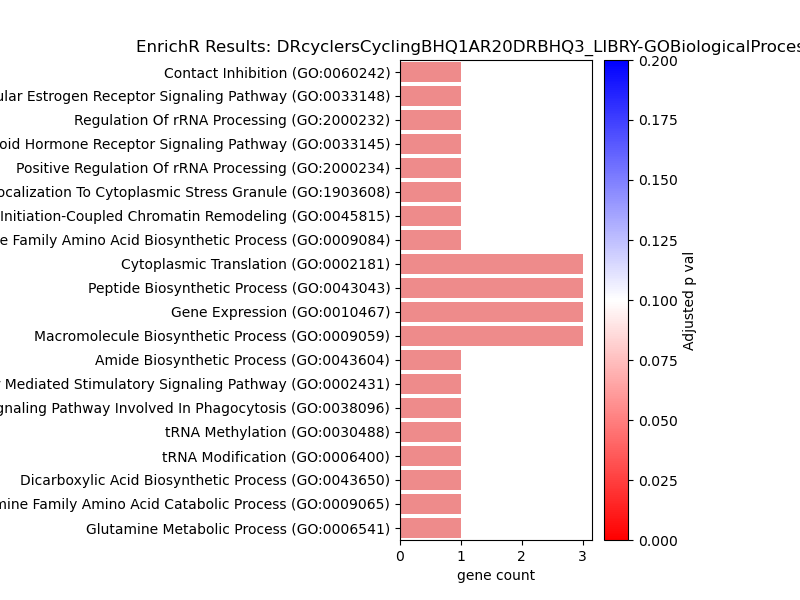 EnrichR Results: DRcyclersCyclingBHQ1AR20DRBHQ3_LIBRY-GOBiologicalProces
Contact Inhibition (GO:0060242)
Estrogen Receptor Signaling Pathway (GO:0033148)
Regulation Of rRNA Processing (GO:2000232)
Hormone Receptor Signaling Pathway (GO:0033145)
Positive Regulation Of rRNA Processing (GO:2000234)
To Cytoplasmic Stress Granule (GO:1903608)
Initiation-Coupled Chromatin Remodeling (GO:0045815)
Family Amino Acid Biosynthetic Process (GO:0009084)
Cytoplasmic Translation (GO:0002181)
Peptide Biosynthetic Process (GO:0043043)
Gene Expression (GO:0010467)
Macromolecule Biosynthetic Process (GO:0009059)
Amide Biosynthetic Process (GO:0043604)
Mediated Stimulatory Signaling Pathway (GO:0002431)
Pathway Involved In Phagocytosis (GO:0038096)
tRNA Methylation (GO:0030488)
tRNA Modification (GO:0006400)
Dicarboxylic Acid Biosynthetic Process (GO:0043650)
Family Amino Acid Catabolic Process (GO:0009065)
Glutamine Metabolic Process (GO:0006541)
0 1 2 3
gene count
0.200
0.175
0.150
0.125
0.100
0.075
0.050
0.025
0.000
Adjusted p val